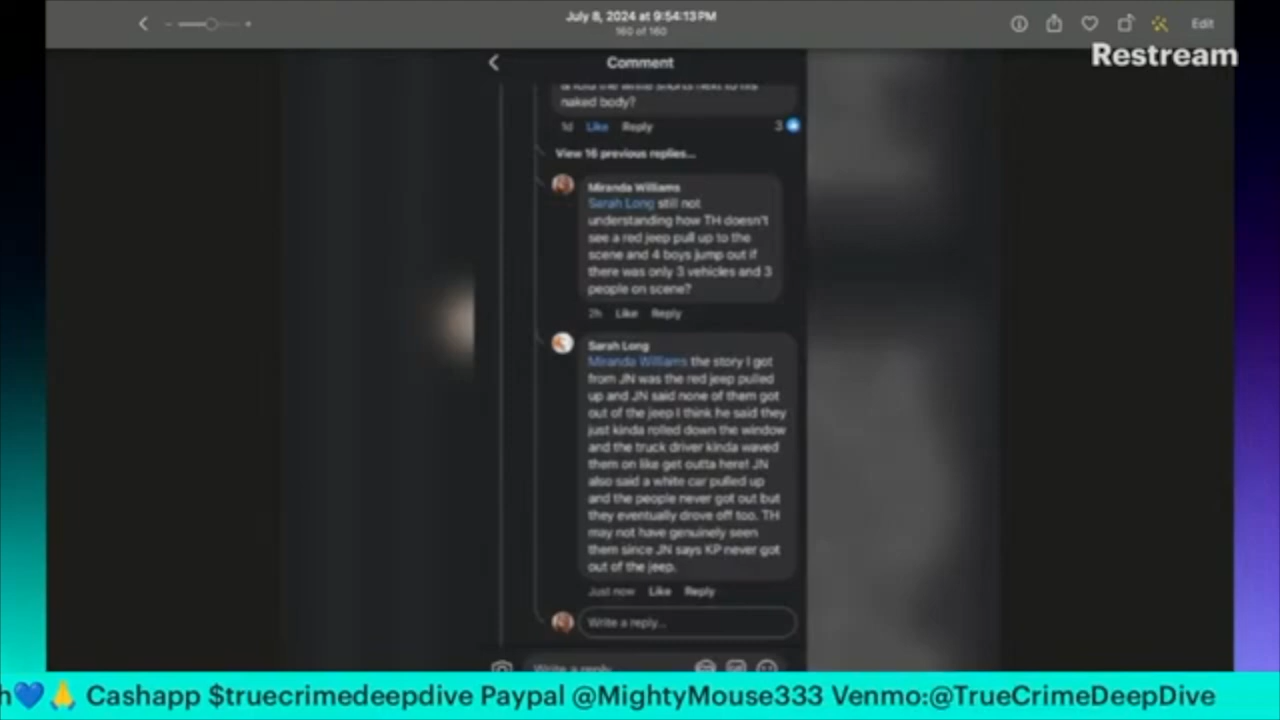 July 8, 2024 at 9:54:13 PM
160 of 160
Edit
Restream
Comment
naked body?
1d Like Reply 3
View 16 previous replies...
Miranda Williams
Sarah Long still not
understanding how TH doesn't
see a red jeep pull up to the
scene and 4 boys jump out if
there was only 3 vehicles and 3
people on scene?
2h Like Reply
Sarah Long
Miranda Williams the story I got
from JN was the red jeep pulled
up and JN said none of them got
out of the jeep I think he said they
just kinda rolled down the window
and the truck driver kinda waved
them on like get outta here! JN
also said a white car pulled up
and the people never got out but
they eventually drove off too. TH
may not have genuinely seen
them since JN says KP never got
out of the jeep.
Just now Like Reply
Write a reply...
Write a reply
h💙🙏 Cashapp $truecrimedeepdive Paypal @MightyMouse333 Venmo:@TrueCrimeDeepDive